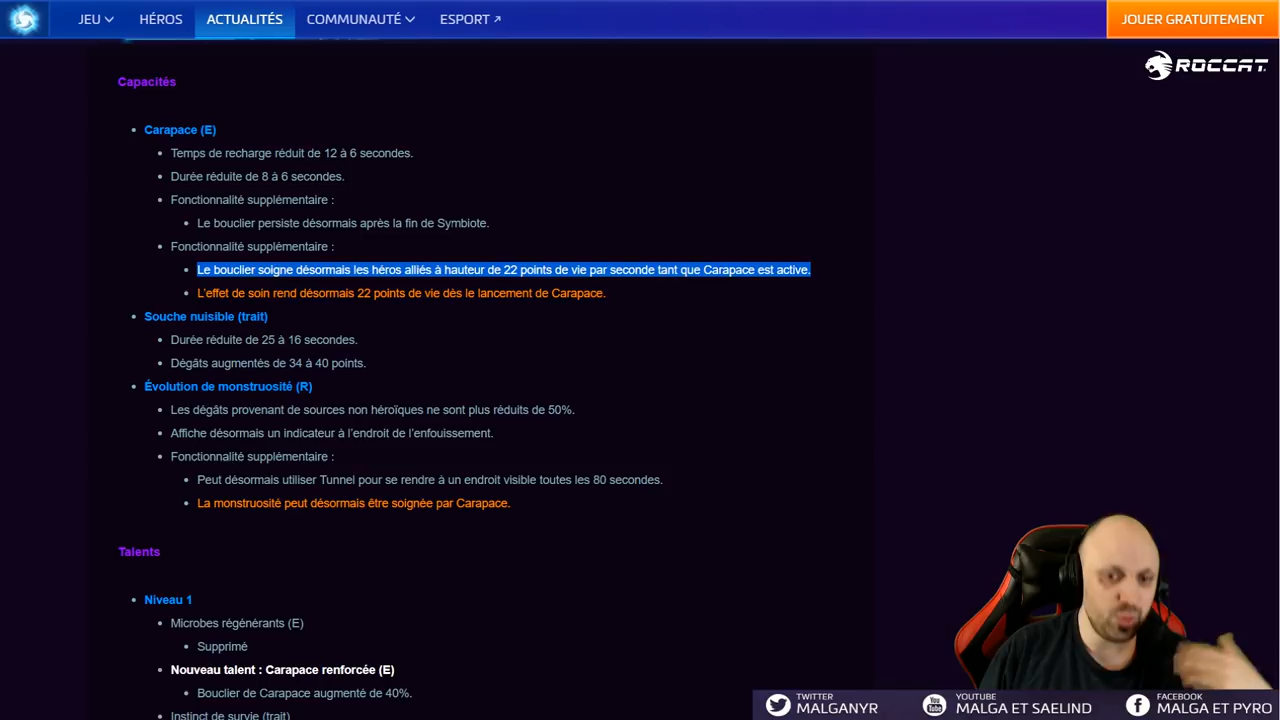 JEU
HÉROS
ACTUALITÉS
COMMUNAUTÉ
ESPORT
JOUER GRATUITEMENT
ROCCAT
Capacités
Carapace (E)
Temps de recharge réduit de 12 à 6 secondes.
Durée réduite de 8 à 6 secondes.
Fonctionnalité supplémentaire :
Le bouclier persiste désormais après la fin de Symbiote.
Fonctionnalité supplémentaire :
Le bouclier soigne désormais les héros alliés à hauteur de 22 points de vie par seconde tant que Carapace est active.
L’effet de soin rend désormais 22 points de vie dès le lancement de Carapace.
Souche nuisible (trait)
Durée réduite de 25 à 16 secondes.
Dégâts augmentés de 34 à 40 points.
Évolution de monstruosité (R)
Les dégâts provenant de sources non héroïques ne sont plus réduits de 50%.
Affiche désormais un indicateur à l’endroit de l’enfouissement.
Fonctionnalité supplémentaire :
Peut désormais utiliser Tunnel pour se rendre à un endroit visible toutes les 80 secondes.
La monstruosité peut désormais être soignée par Carapace.
Talents
Niveau 1
Microbes régénérants (E)
Supprimé
Nouveau talent : Carapace renforcée (E)
Bouclier de Carapace augmenté de 40%.
Instinct de survie (trait)
TWITTER
MALGANYR
YOUTUBE
MALGA ET SAELIND
FACEBOOK
MALGA ET PYRO